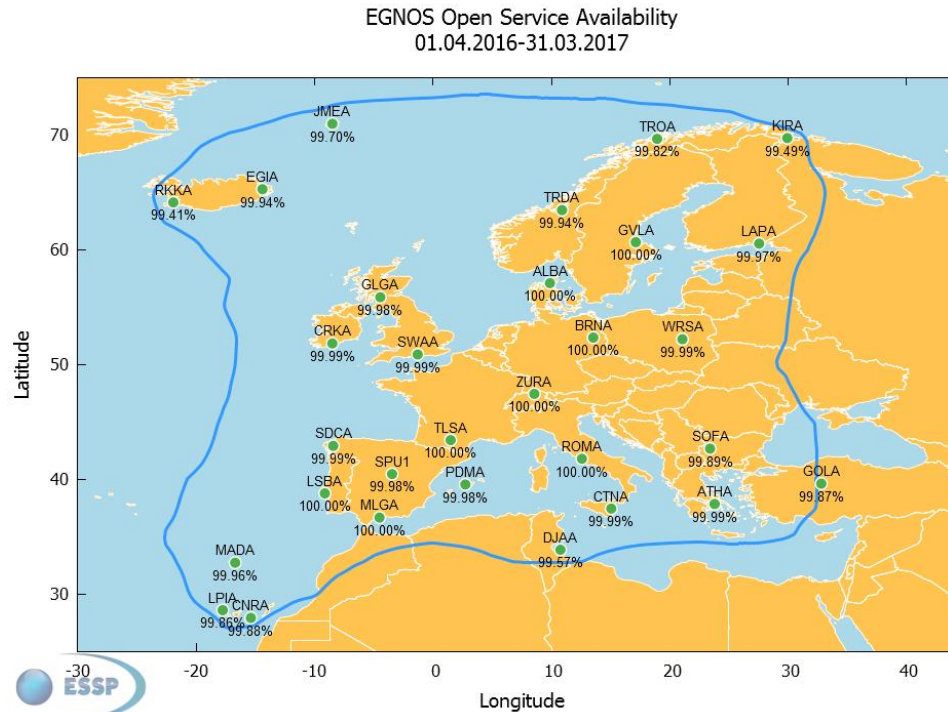 EGNOS Open Service Availability
01.04.2016-31.03.2017
Latitude
70
60
50
40
30
JMEA
99.70%
TROA
99.82%
KIRA
99.49%
EGIA
99.94%
RKKA
99.41%
TRDA
99.94%
GVLA
100.00%
LAPA
99.97%
ALBA
100.00%
GLGA
99.98%
CRKA
99.99%
SWAA
99.99%
BRNA
100.00%
WRSA
99.99%
ZURA
100.00%
SDCA
99.99%
TLSA
100.00%
SPU1
99.98%
PDMA
99.98%
ROMA
100.00%
SOFA
99.89%
GOLA
99.87%
LSBA
100.00%
MLGA
100.00%
CTNA
99.99%
ATHA
99.99%
DJAA
99.57%
MADA
99.96%
LPIA
99.86%
CNRA
99.88%
-30 -20 -10 0 10 20 30 40
Longitude
ESSP